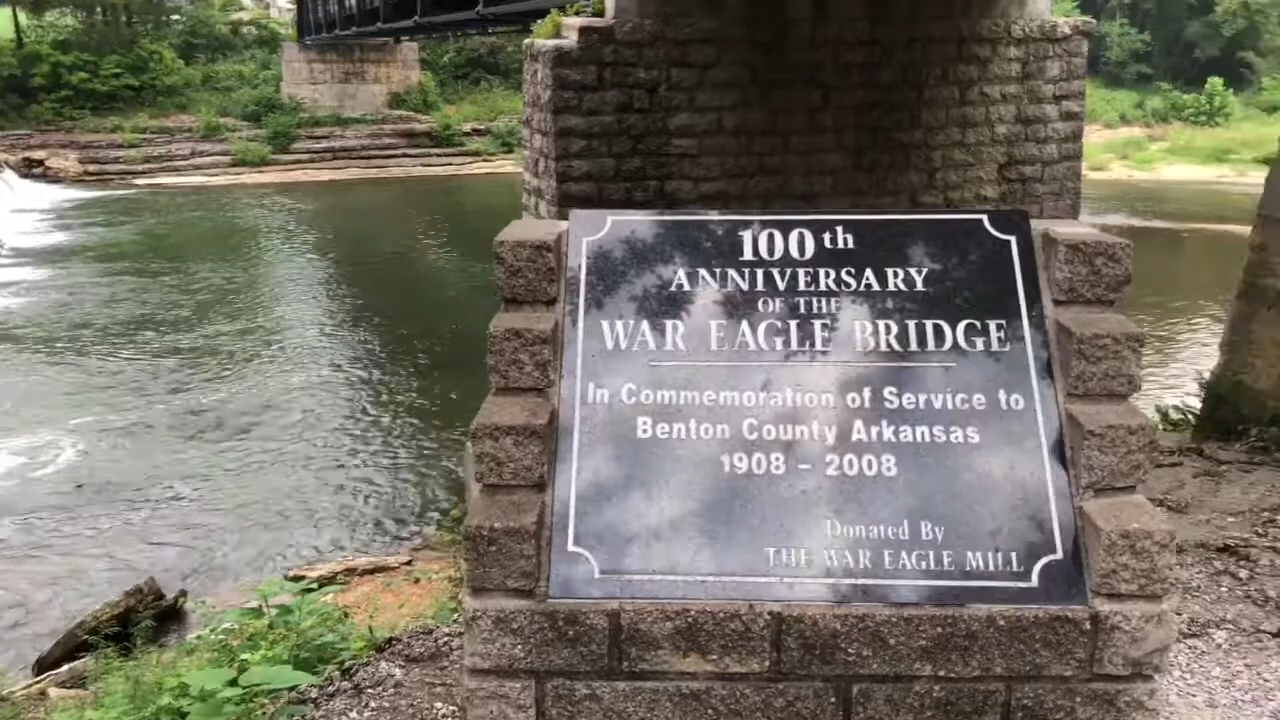 100th
ANNIVERSARY
OF THE
WAR EAGLE BRIDGE
In Commemoration of Service to
Benton County Arkansas
1908 - 2008
Donated By
THE WAR EAGLE MILL